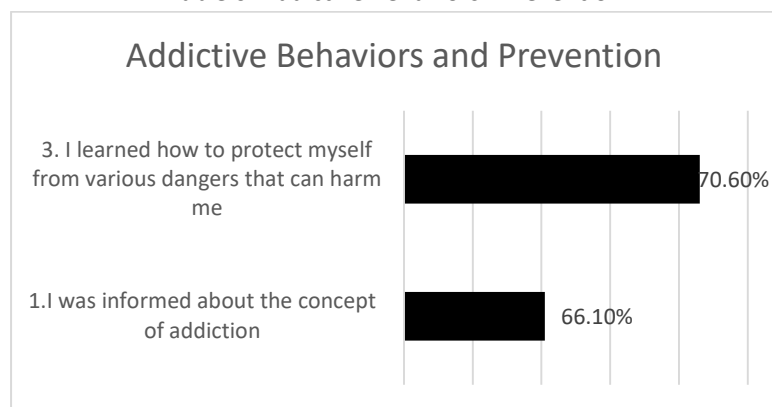 Addictive Behaviors and Prevention
3. I learned how to protect myself
from various dangers that can harm
me
70.60%
1.I was informed about the concept
of addiction
66.10%